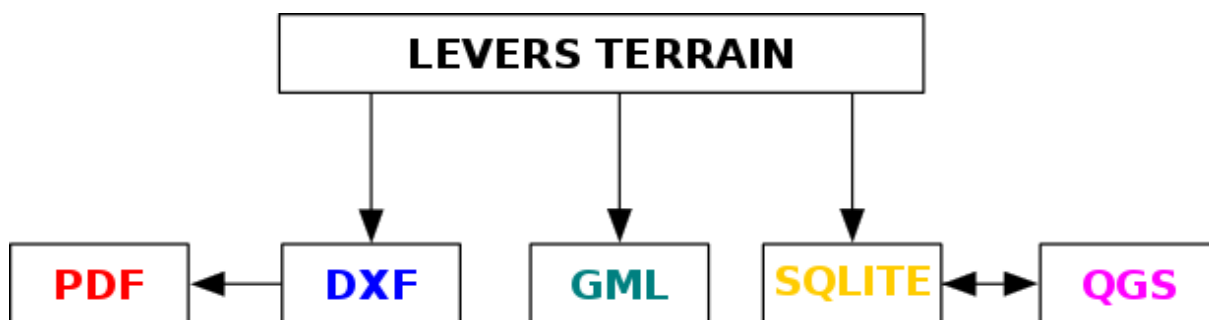 LEVERS TERRAIN
PDF
DXF
GML
SQLITE
QGS